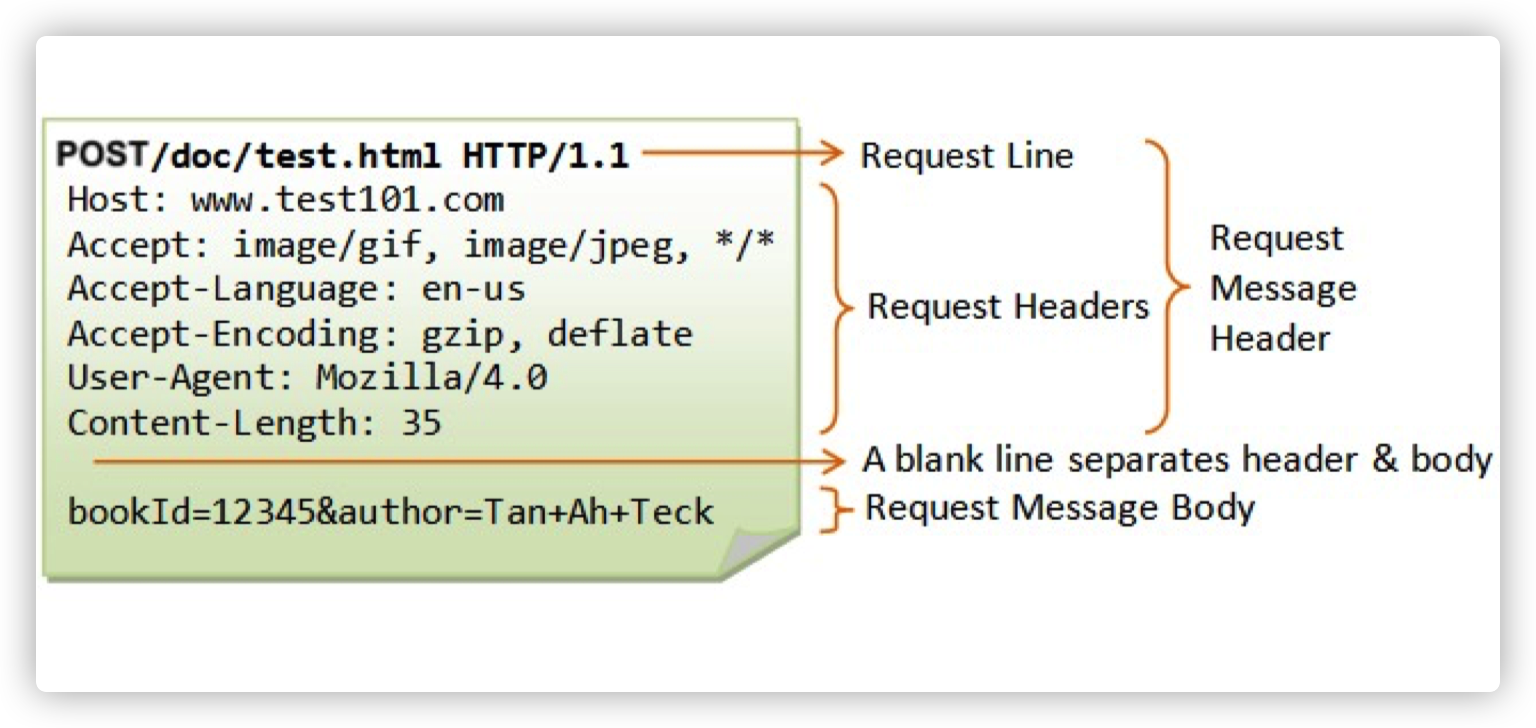 POST /doc/test.html HTTP/1.1
Host: www.test101.com
Accept: image/gif, image/jpeg, */*
Accept-Language: en-us
Accept-Encoding: gzip, deflate
User-Agent: Mozilla/4.0
Content-Length: 35
bookId=12345&author=Tan+Ah+Teck
Request Line
Request Headers
Request
Message
Header
A blank line separates header & body
Request Message Body